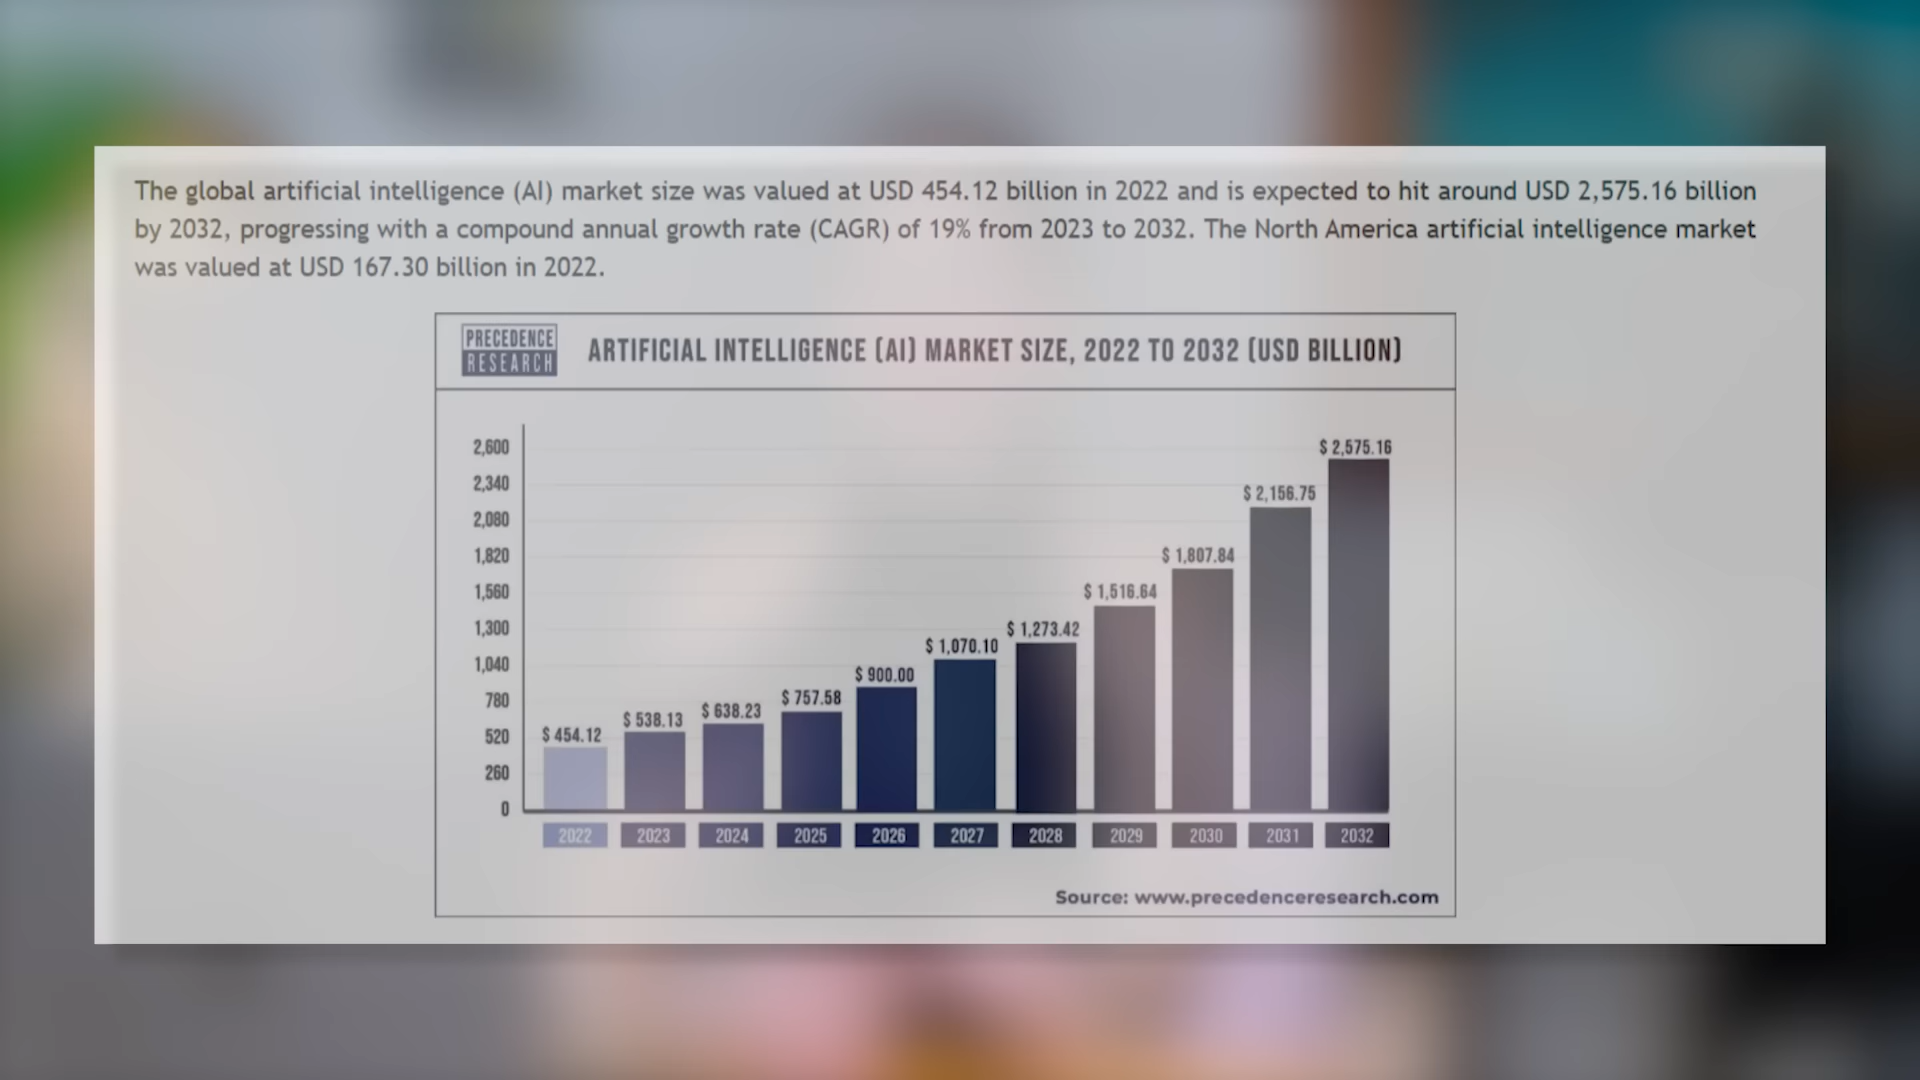 The global artificial intelligence (AI) market size was valued at USD 454.12 billion in 2022 and is expected to hit around USD 2,575.16 billion
by 2032, progressing with a compound annual growth rate (CAGR) of 19% from 2023 to 2032. The North America artificial intelligence market
was valued at USD 167.30 billion in 2022.
PRECEDENCE
RESEARCH
ARTIFICIAL INTELLIGENCE (AI) MARKET SIZE, 2022 TO 2032 (USD BILLION)
2,600
2,340
2,080
1,820
1,560
1,300
1,040
780
520
260
0
$ 454.12
$ 538.13
$ 638.23
$ 757.58
$ 900.00
$ 1,070.10
$ 1,273.42
$ 1,516.64
$ 1,807.84
$ 2,156.75
$ 2,575.16
2022 2023 2024 2025 2026 2027 2028 2029 2030 2031 2032
Source: www.precedenceresearch.com